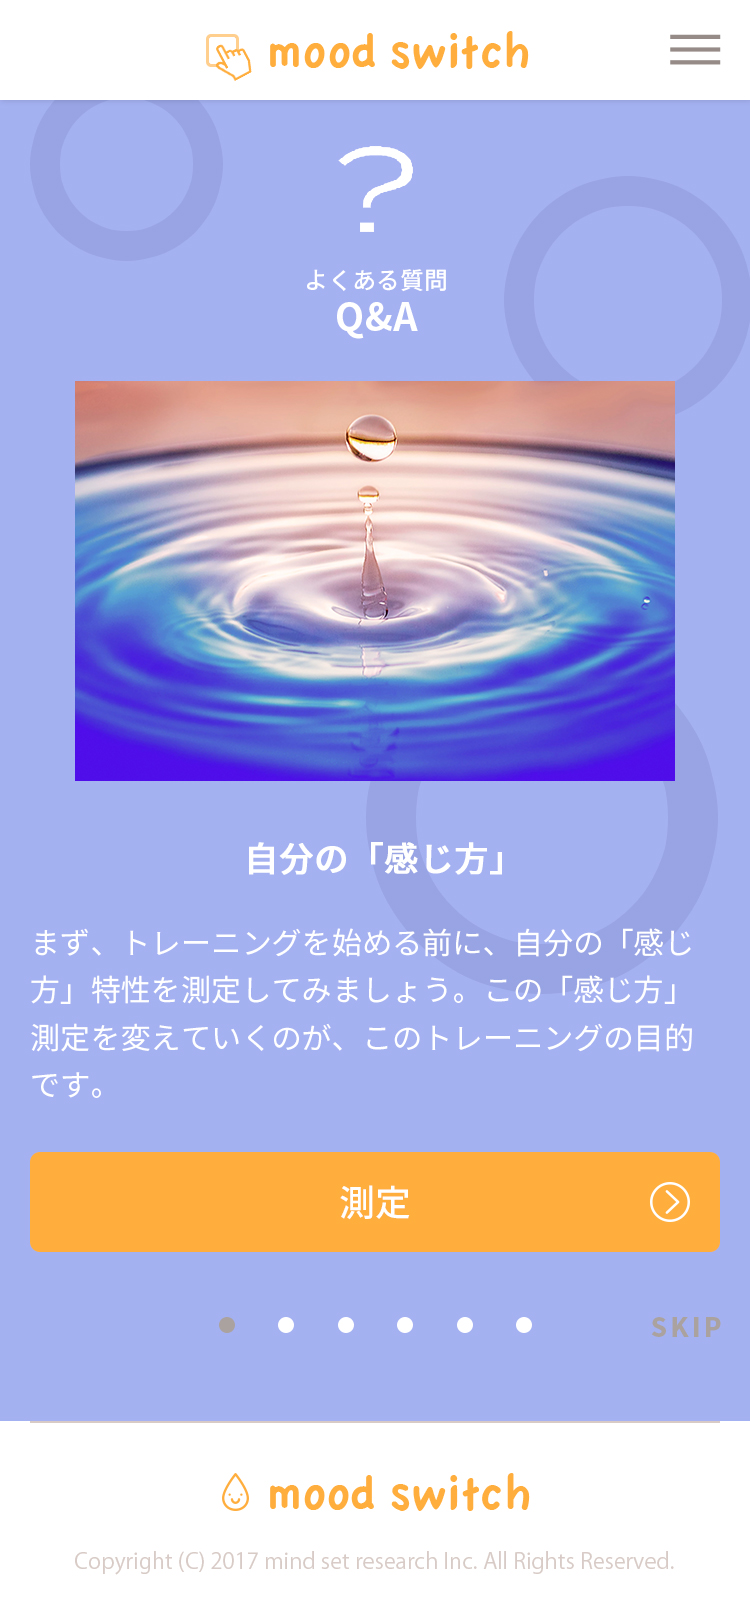 mood switch
?
よくある質問
Q&A
自分の「感じ方」
まず、トレーニングを始める前に、自分の「感じ
方」特性を測定してみましょう。この「感じ方」
測定を変えていくのが、このトレーニングの目的
です。
測定
SKIP
mood switch
Copyright (C) 2017 mind set research Inc. All Rights Reserved.